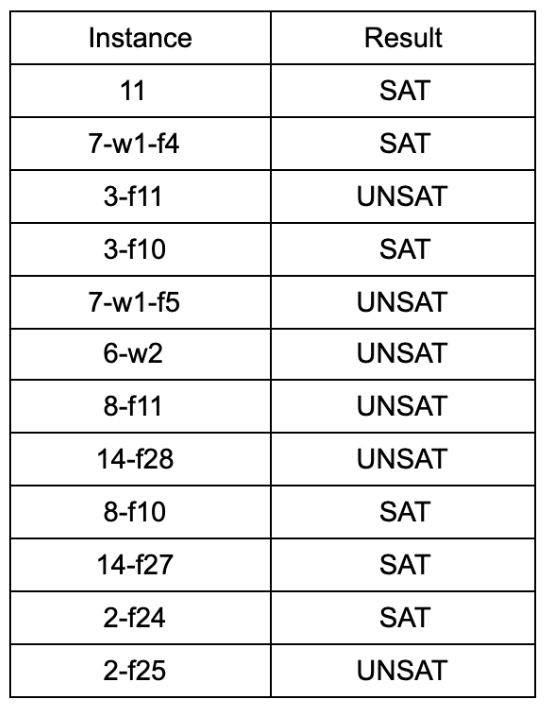 Instance Result
11 SAT
7-w1-f4 SAT
3-f11 UNSAT
3-f10 SAT
7-w1-f5 UNSAT
6-w2 UNSAT
8-f11 UNSAT
14-f28 UNSAT
8-f10 SAT
14-f27 SAT
2-f24 SAT
2-f25 UNSAT